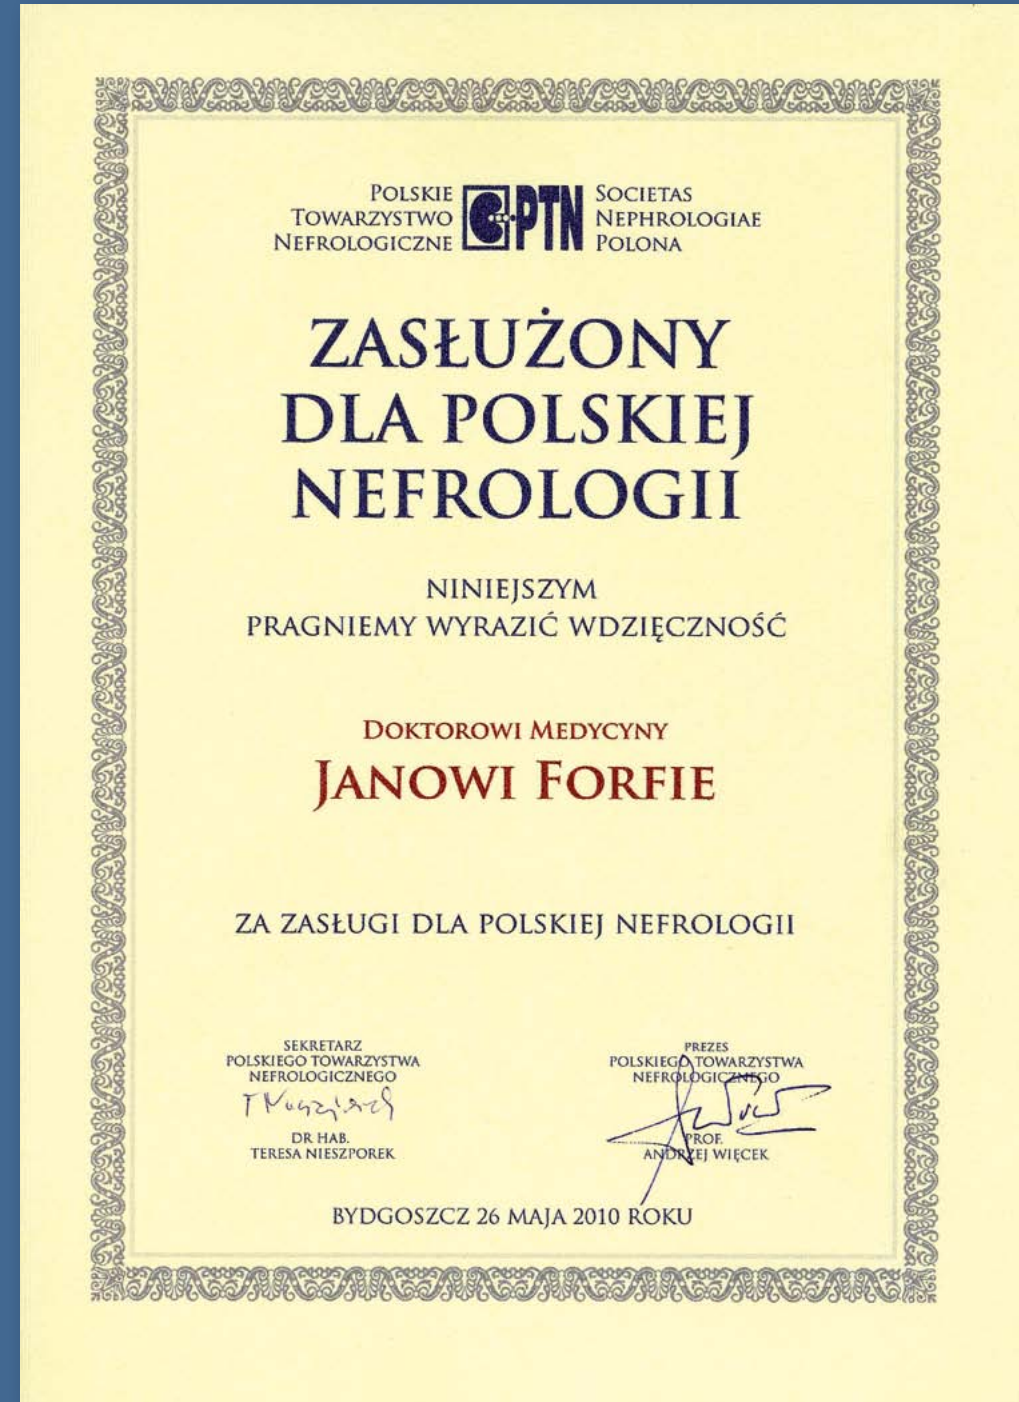 POLSKIE
TOWARZYSTWO
NEFROLOGICZNE
PTN
SOCIETAS
NEPHROLOGIAE
POLONA
ZASŁUŻONY
DLA POLSKIEJ
NEFROLOGII
NINIEJSZYM
PRAGNIEMY WYRAZIĆ WDZIĘCZNOŚĆ
DOKTOROWI MEDYCYNY
JANOWI FORFIE
ZA ZASŁUGI DLA POLSKIEJ NEFROLOGII
SEKRETARZ
POLSKIEGO TOWARZYSTWA
NEFROLOGICZNEGO
DR HAB.
TERESA NIESZPOREK
PREZES
POLSKIEGO TOWARZYSTWA
NEFROLOGICZNEGO
PROF.
ANDRZEJ WIĘCEK
BYDGOSZCZ 26 MAJA 2010 ROKU